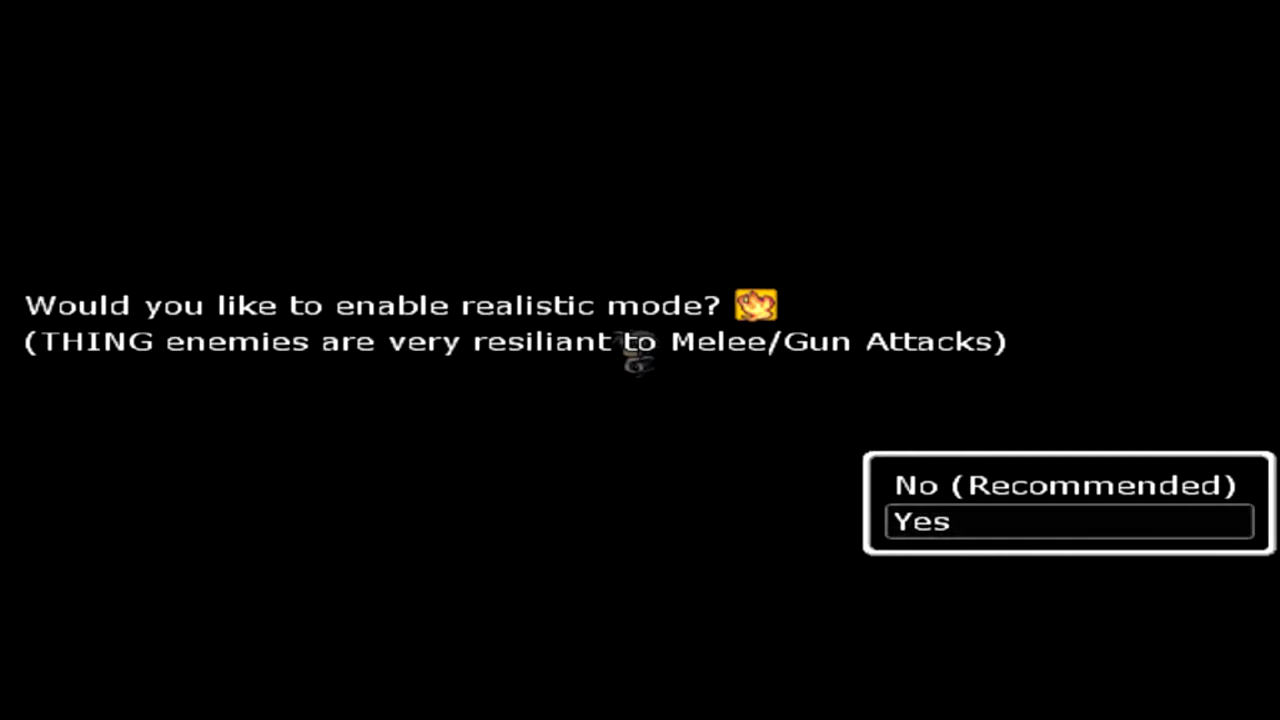 Would you like to enable realistic mode?
(THING enemies are very resiliant to Melee/Gun Attacks)
No (Recommended)
Yes